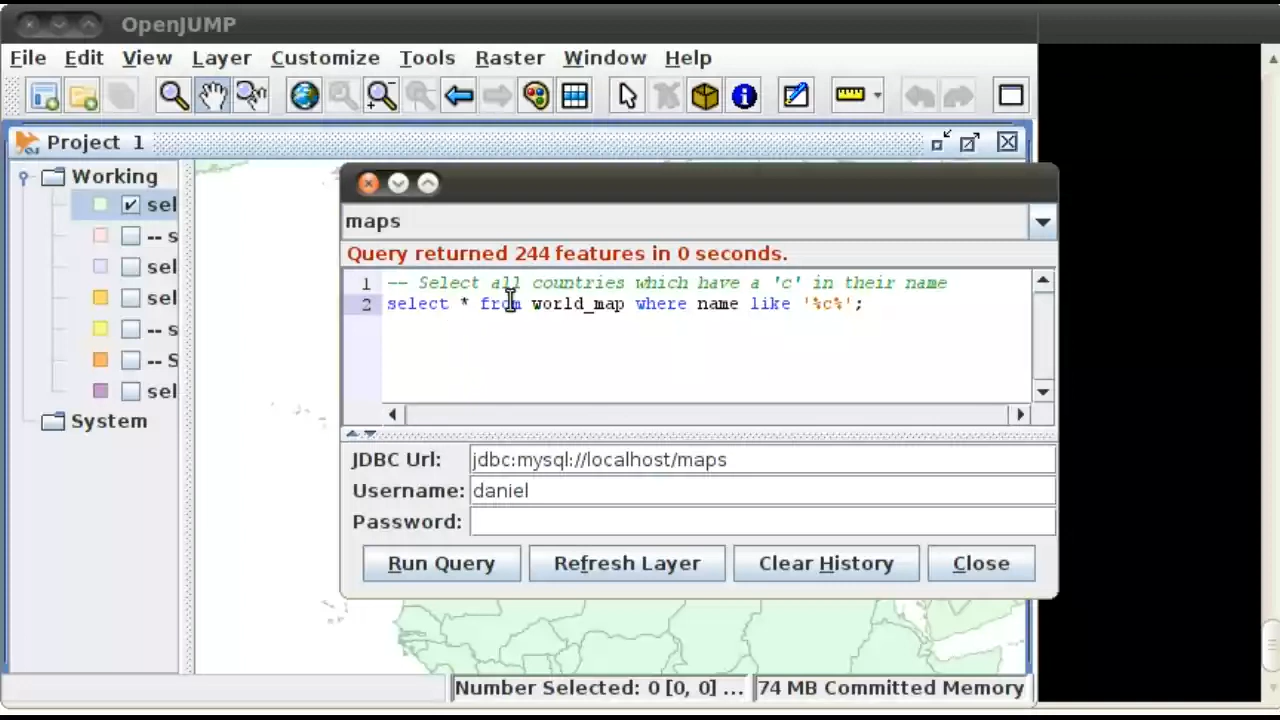 OpenJUMP
File Edit View Layer Customize Tools Raster Window Help
Project 1
Working
sel
-- s
sel
sel
-- s
-- S
sel
System
maps
Query returned 244 features in 0 seconds.
1 -- Select all countries which have a 'c' in their name
2 select * from world_map where name like '%c%';
JDBC Url: jdbc:mysql://localhost/maps
Username: daniel
Password:
Run Query Refresh Layer Clear History Close
Number Selected: 0 [0, 0] ... 74 MB Committed Memory